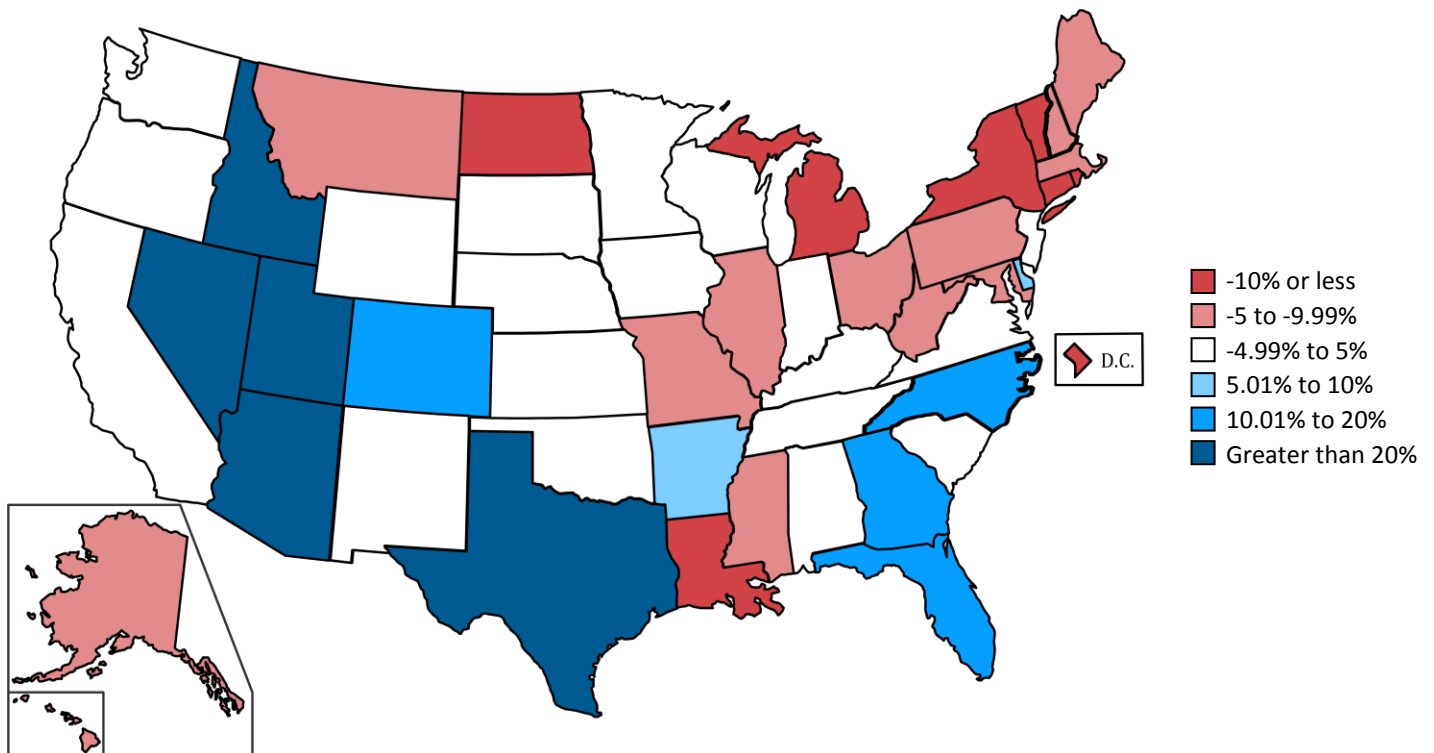 -10% or less
-5 to -9.99%
-4.99% to 5%
5.01% to 10%
10.01% to 20%
Greater than 20%
D.C.